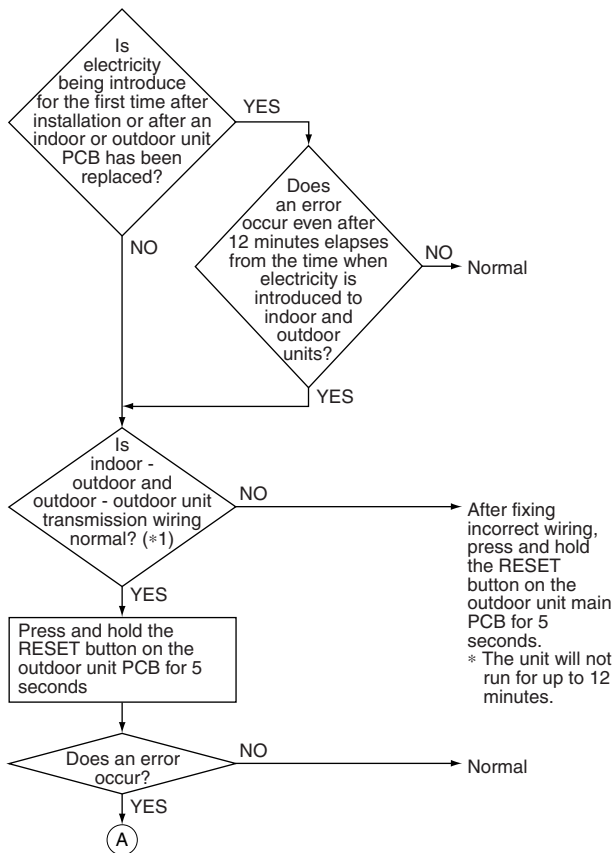 Is
electricity
being introduce
for the first time after
installation or after an
indoor or outdoor unit
PCB has been
replaced?
YES
NO
Does
an error
occur even after
12 minutes elapses
from the time when
electricity is
introduced to
indoor and
outdoor
units?
NO
Normal
YES
Is
indoor -
outdoor and
outdoor - outdoor unit
transmission wiring
normal? (*1)
NO
After fixing
incorrect wiring,
press and hold
the RESET
button on the
outdoor unit main
PCB for 5
seconds.
* The unit will not
run for up to 12
minutes.
YES
Press and hold the
RESET button on the
outdoor unit PCB for 5
seconds
Does an error
occur?
NO
Normal
YES
A